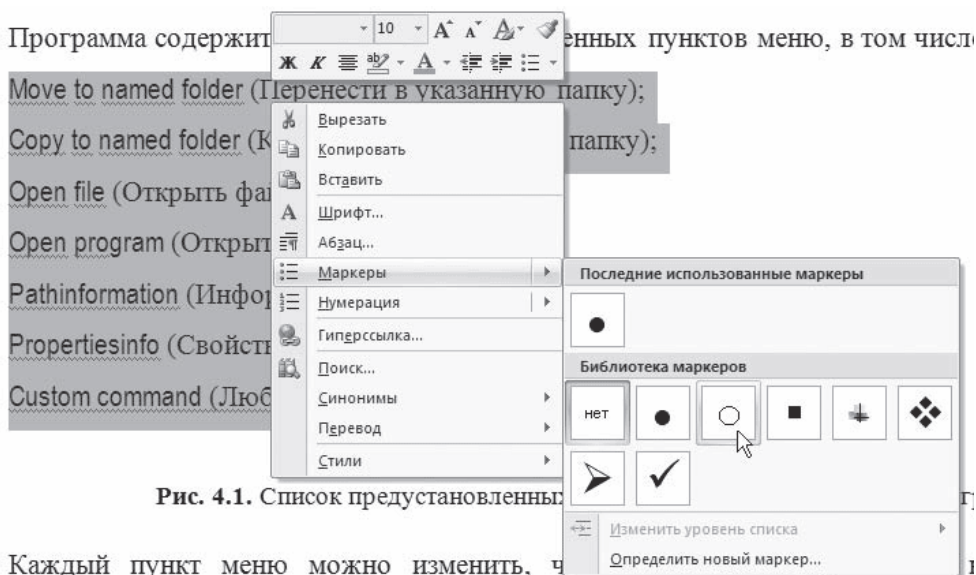 Программа содержит
10
енных пунктов меню, в том числе
Ж К
Move to named folder (Перенести в указанную папку);
Copy to named folder (К
папку);
Open file (Открыть фай
Open program (Открыт
Pathinformation (Инфор
Propertiesinfo (Свойств
Custom command (Люб
Вырезать
Копировать
Вставить
Шрифт...
Абзац...
Маркеры
Нумерация
Гиперссылка...
Поиск...
Синонимы
Перевод
Стили
Последние использованные маркеры
Библиотека маркеров
нет
Изменить уровень списка
Определить новый маркер...
Рис. 4.1. Список предустановленны
Каждый пункт меню можно изменить, ч